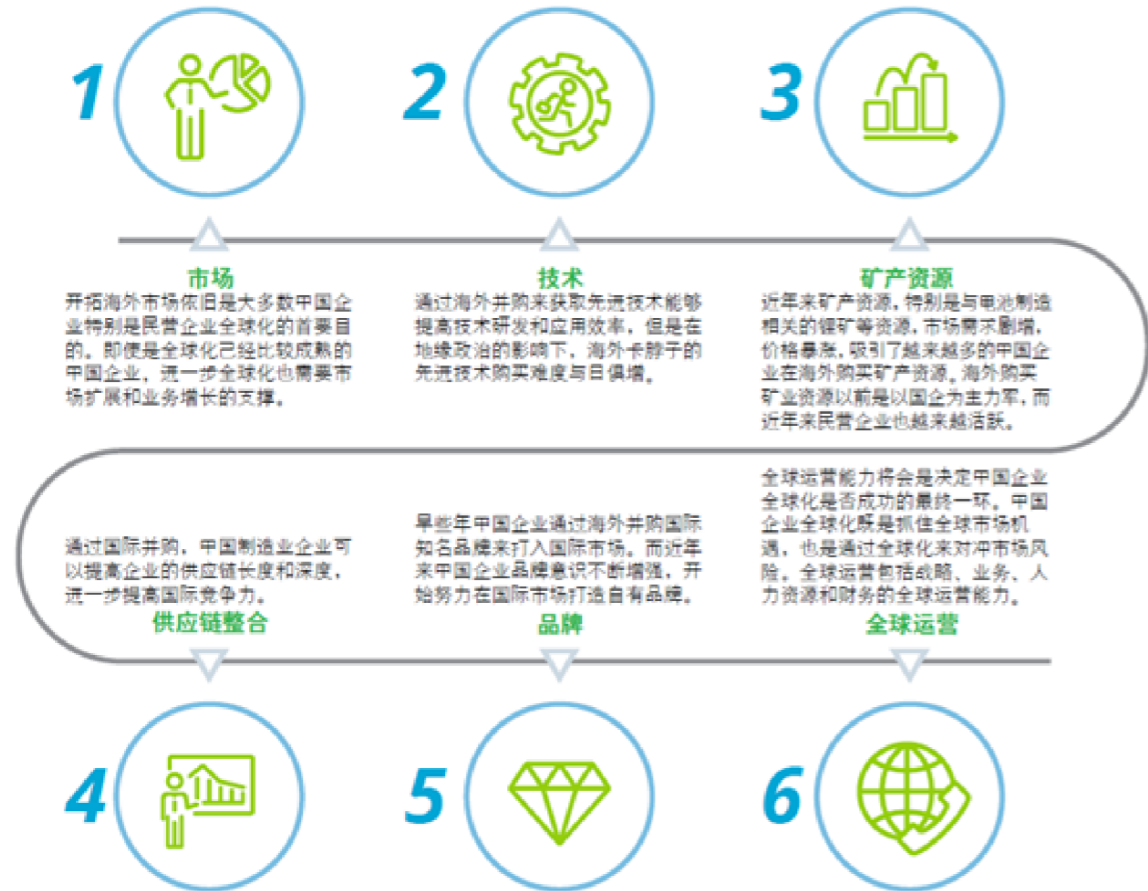 1
2
3
市场
开拓海外市场依旧是大多数中国企
业特别是民营企业全球化的首要目
的。即使是全球化已经比较成熟的
中国企业，进一步全球化也需要市
场扩展和业务增长的支撑。
技术
通过海外并购来获取先进技术能够
提高技术研发和应用效率，但是在
地缘政治的影响下，海外卡脖子的
先进技术购买难度与日俱增。
矿产资源
近年来矿产资源，特别是与电池制造
相关的锂矿等资源，市场需求剧增，
价格暴涨，吸引了越来越多的中国企
业在海外购买矿产资源。海外购买
矿业资源以前是以国企为主力军，而
近年来民营企业也越来越活跃。
通过国际并购，中国制造业企业可
以提高企业的供应链长度和深度，
进一步提高国际竞争力。
供应链整合
早些年中国企业通过海外并购国际
知名品牌来打入国际市场。而近年
来中国企业品牌意识不断增强，开
始努力在国际市场打造自有品牌。
品牌
全球运营能力将会是决定中国企业
全球化是否成功的最终一环。中国
企业全球化既是抓住全球市场机
遇，也是通过全球化来对冲市场风
险。全球运营包括战略、业务、人
力资源和财务的全球运营能力。
全球运营
4
5
6